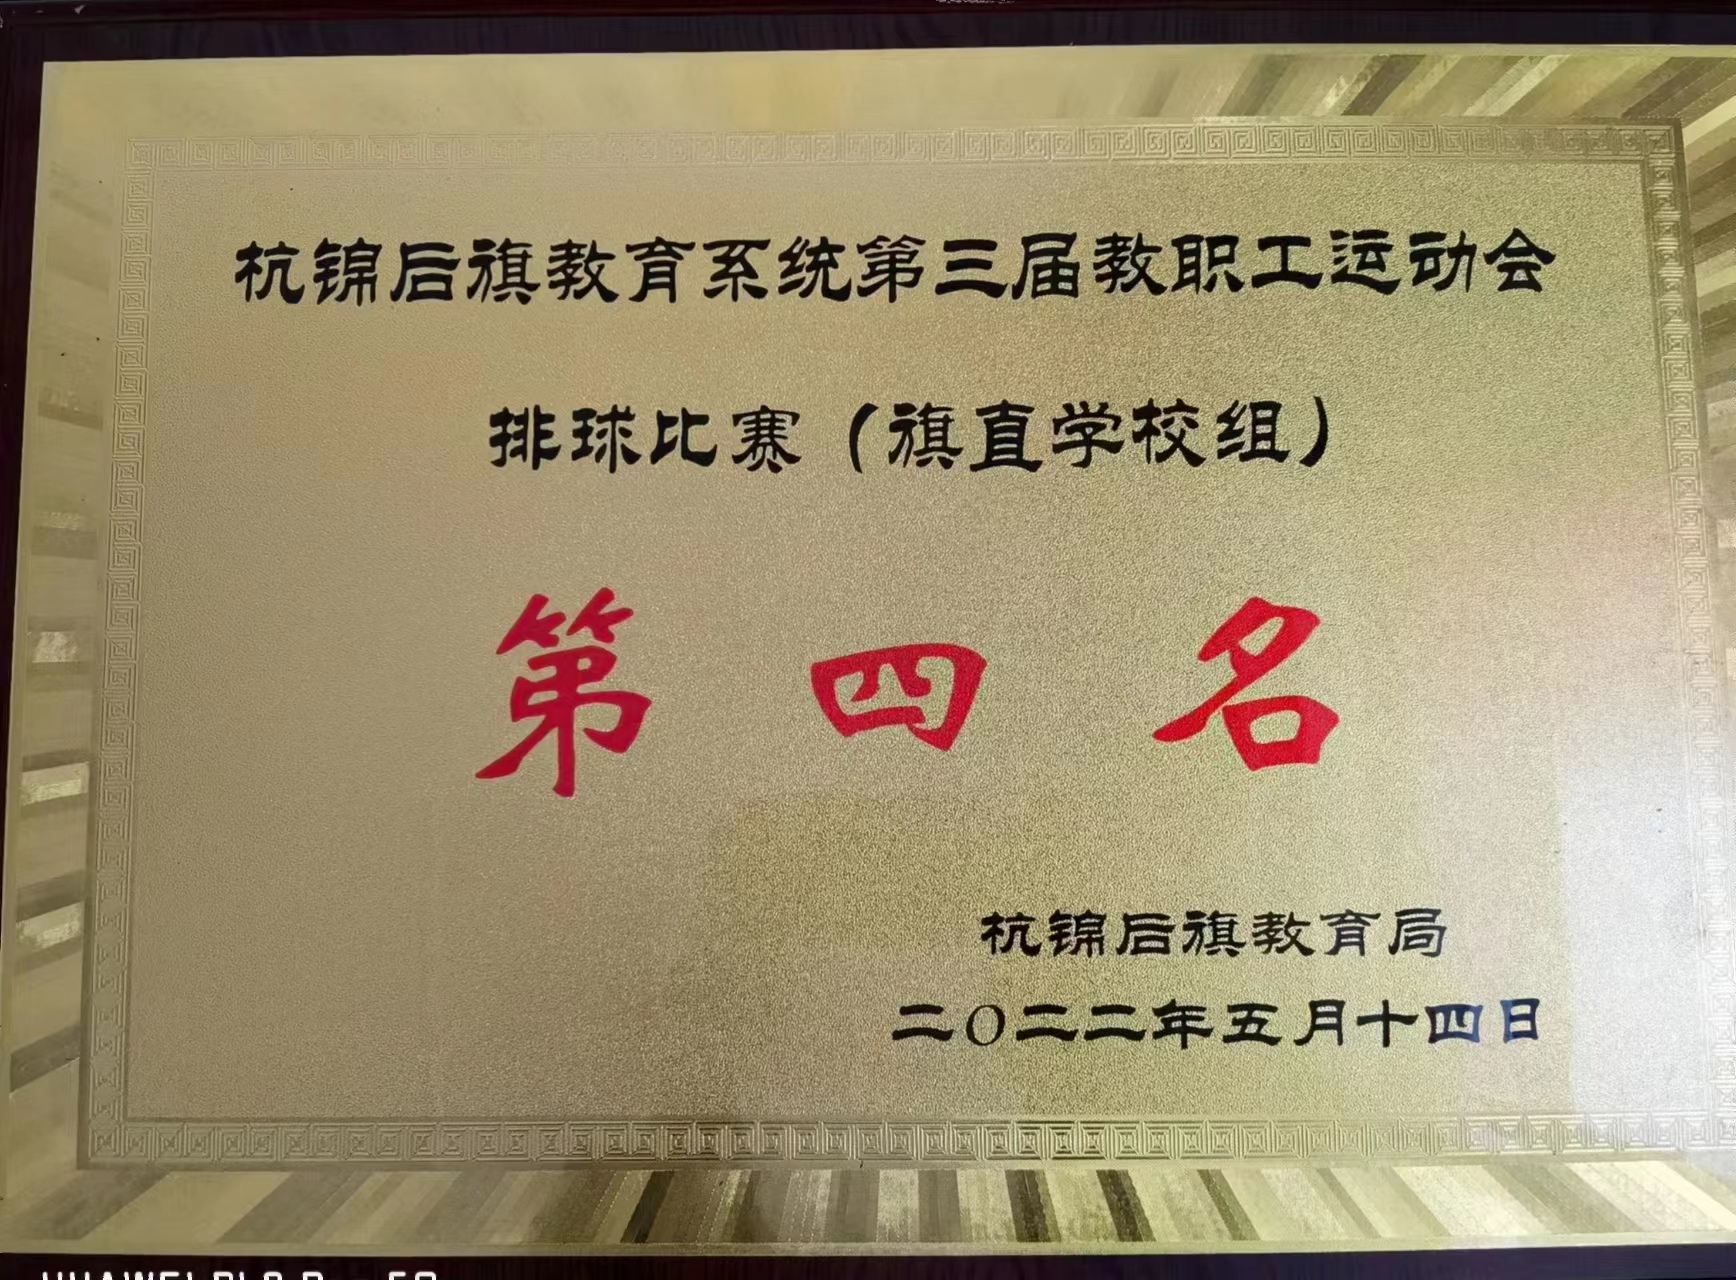 杭锦后旗教育系统第三届教职工运动会
排球比赛（旗直学校组）
第四名
杭锦后旗教育局
二〇二二年五月十四日